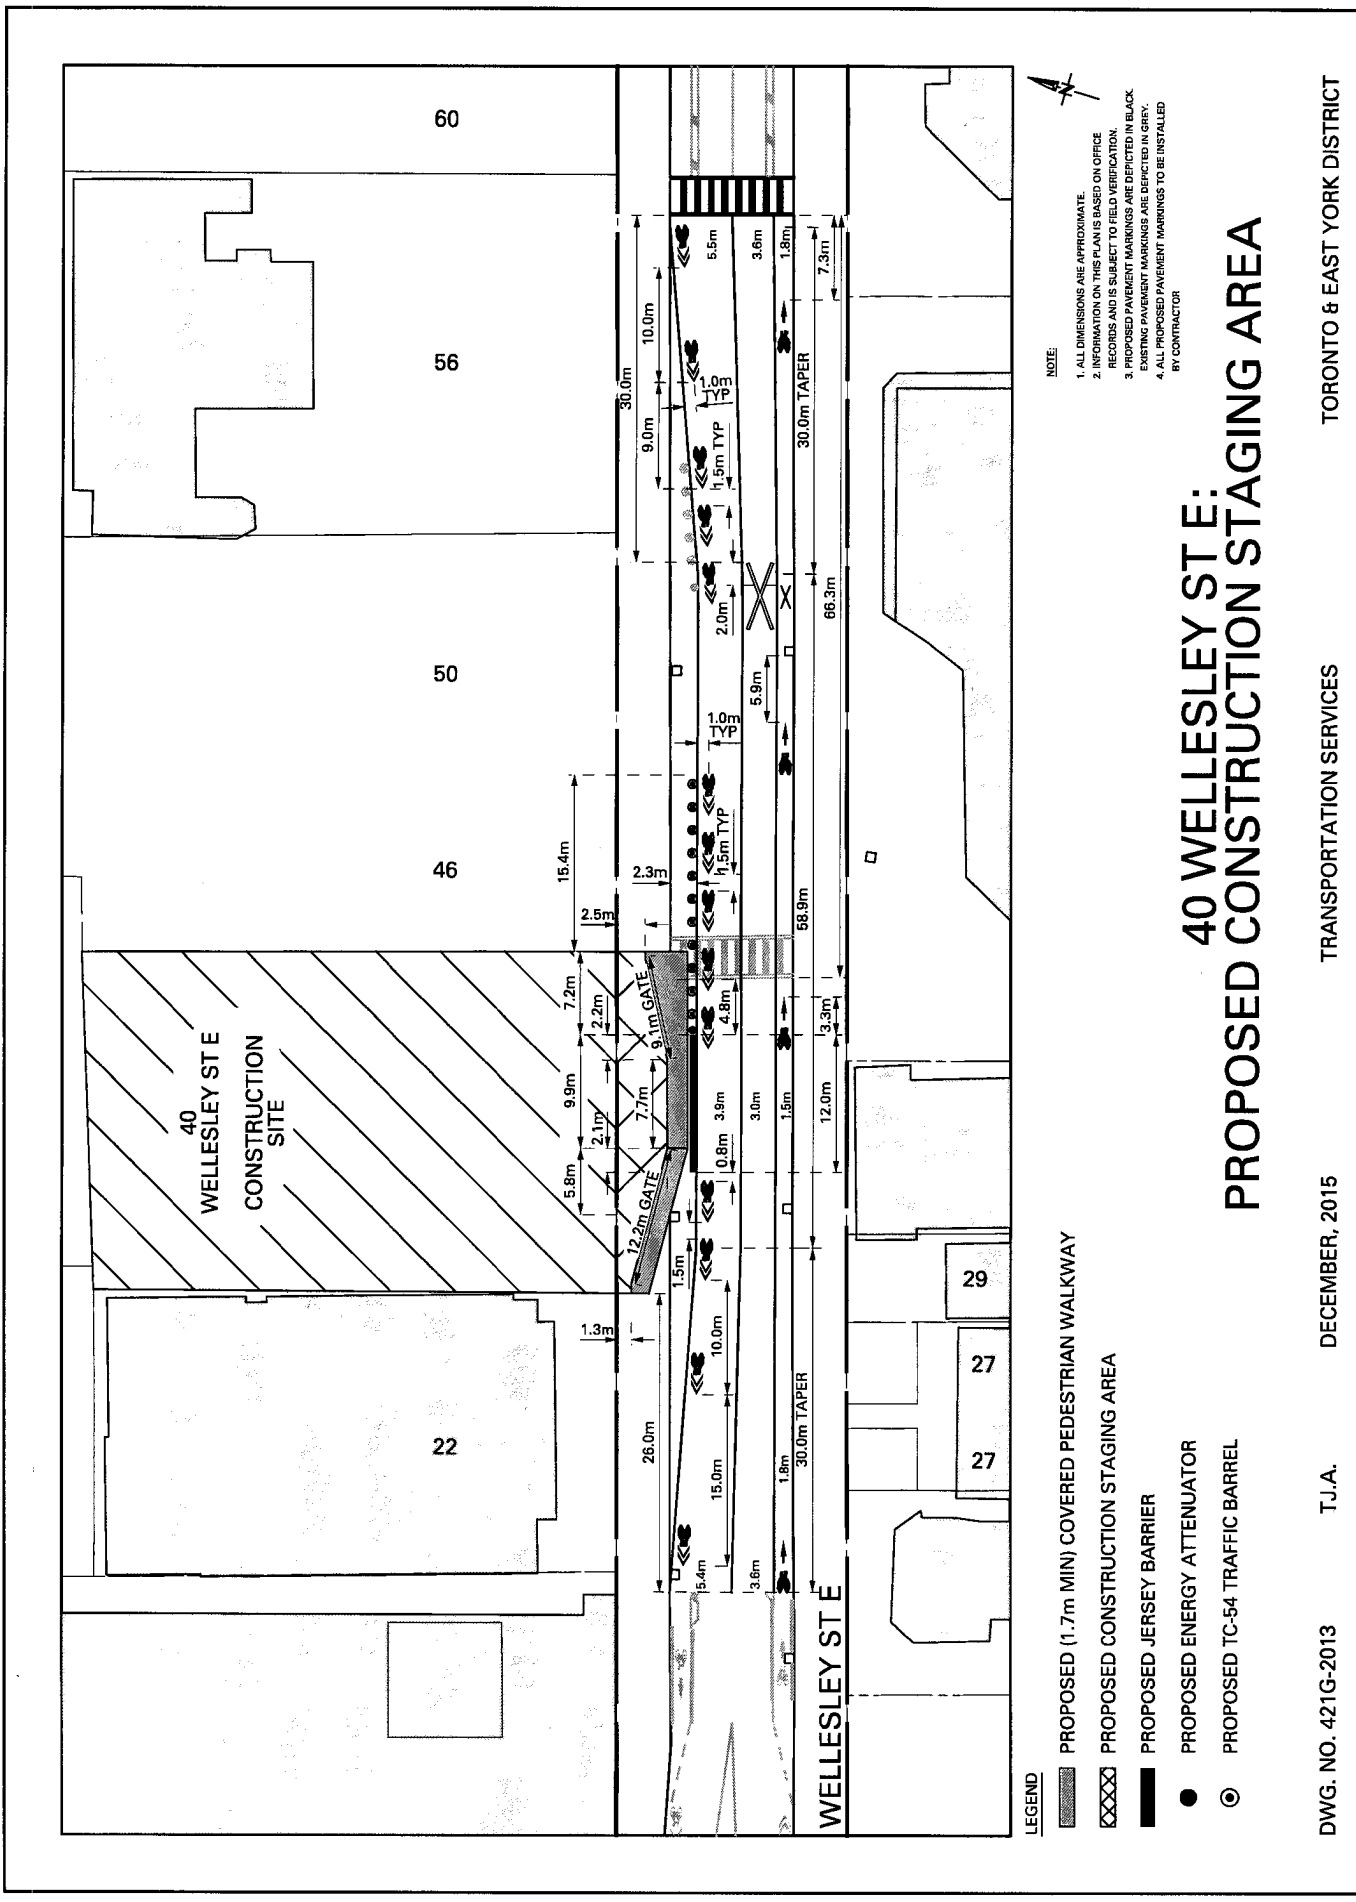 60
56
50
46
40
WELLESLEY ST E
CONSTRUCTION
SITE
22
30.0m
10.0m
9.0m
1.0m
TYP
1.5m TYP
2.0m
5.5m
3.6m
1.8m
7.3m
30.0m TAPER
66.3m
5.9m
1.0m
TYP
1.5m TYP
15.4m
2.3m
2.5m
58.9m
7.2m
2.2m
9.1m GATE
4.8m
3.3m
9.9m
2.1m
7.7m
3.9m
3.0m
1.5m
12.0m
0.8m
5.8m
12.2m GATE
1.5m
1.3m
10.0m
26.0m
15.0m
30.0m TAPER
1.8m
5.4m
3.6m
WELLESLEY ST E
29
27
27
NOTE:
1. ALL DIMENSIONS ARE APPROXIMATE.
2. INFORMATION ON THIS PLAN IS BASED ON OFFICE
RECORDS AND IS SUBJECT TO FIELD VERIFICATION.
3. PROPOSED PAVEMENT MARKINGS ARE DEPICTED IN BLACK.
EXISTING PAVEMENT MARKINGS ARE DEPICTED IN GREY.
4. ALL PROPOSED PAVEMENT MARKINGS TO BE INSTALLED
BY CONTRACTOR
N
LEGEND
PROPOSED (1.7m MIN) COVERED PEDESTRIAN WALKWAY
PROPOSED CONSTRUCTION STAGING AREA
PROPOSED JERSEY BARRIER
PROPOSED ENERGY ATTENUATOR
PROPOSED TC-54 TRAFFIC BARREL
40 WELLESLEY ST E:
PROPOSED CONSTRUCTION STAGING AREA
DWG. NO. 421G-2013
T.J.A.
DECEMBER, 2015
TRANSPORTATION SERVICES
TORONTO & EAST YORK DISTRICT